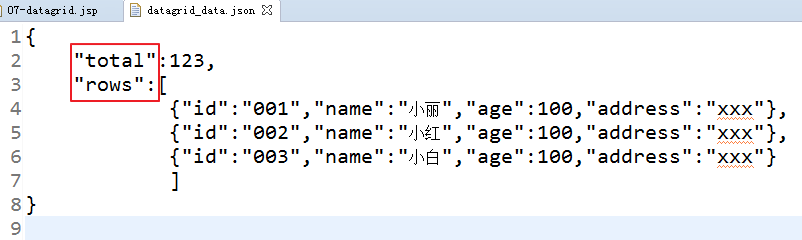 07-datagrid.jsp datagrid_data.json
1 {
2 "total":123,
3 "rows":[
4 {"id":"001","name":"小丽","age":100,"address":"xxx"},
5 {"id":"002","name":"小红","age":100,"address":"xxx"},
6 {"id":"003","name":"小白","age":100,"address":"xxx"}
7 ]
8 }
9